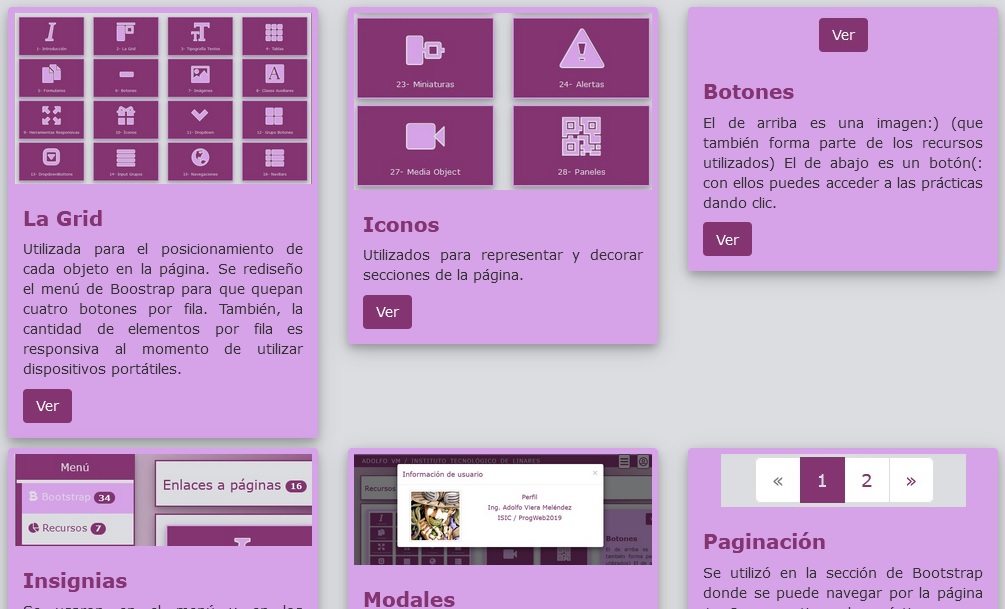 1- Introducción
2- La Grid
3- Tipografía Textos
4- Tablas
5- Formularios
6- Botones
7- Imágenes
8- Clases Auxiliares
9- Herramientas Responsivas
10- Iconos
11- Dropdown
12- Grupo Botones
13- DropdownButtons
14- Input Grupos
15- Navegaciones
16- Navbars
La Grid
Utilizada para el posicionamiento de
cada objeto en la página. Se rediseño
el menú de Boostrap para que quepan
cuatro botones por fila. También, la
cantidad de elementos por fila es
responsiva al momento de utilizar
dispositivos portátiles.
Ver
23- Miniaturas
24- Alertas
27- Media Object
28- Paneles
Iconos
Utilizados para representar y decorar
secciones de la página.
Ver
Ver
Botones
El de arriba es una imagen:) (que
también forma parte de los recursos
utilizados) El de abajo es un botón(:
con ellos puedes acceder a las prácticas
dando clic.
Ver
Menú
Bootstrap 34
Recursos 7
Enlaces a páginas 16
Insignias
ADOLFO VM / INSTITUTO TECNOLÓGICO DE LINARES
Recursos
Información de usuario ×
Perfil
Ing. Adolfo Viera Meléndez
ISIC / ProgWeb2019
Botones
Modales
« 1 2 »
Paginación
Se utilizó en la sección de Bootstrap
donde se puede navegar por la página